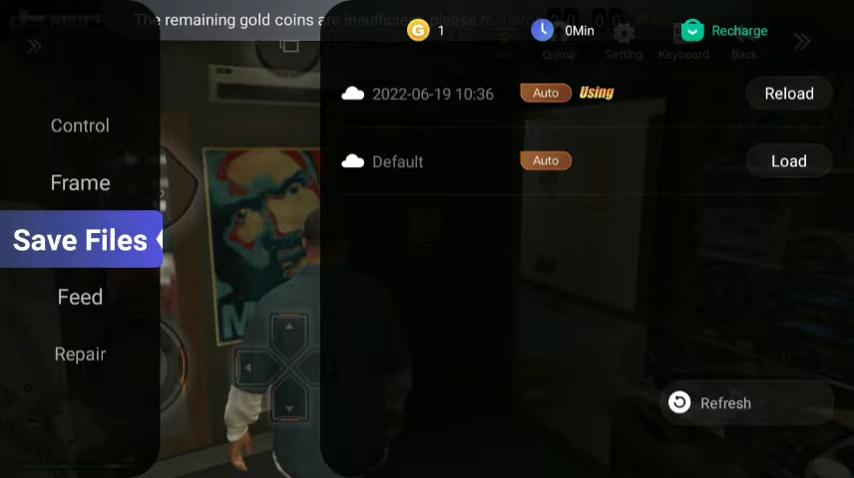 The remaining gold coins are insufficient, please recharge
G 1
0Min
Recharge
Online
Setting
Keyboard
Back
Control
Frame
Save Files
Feed
Repair
2022-06-19 10:36
Auto
Using
Reload
Default
Auto
Load
Refresh